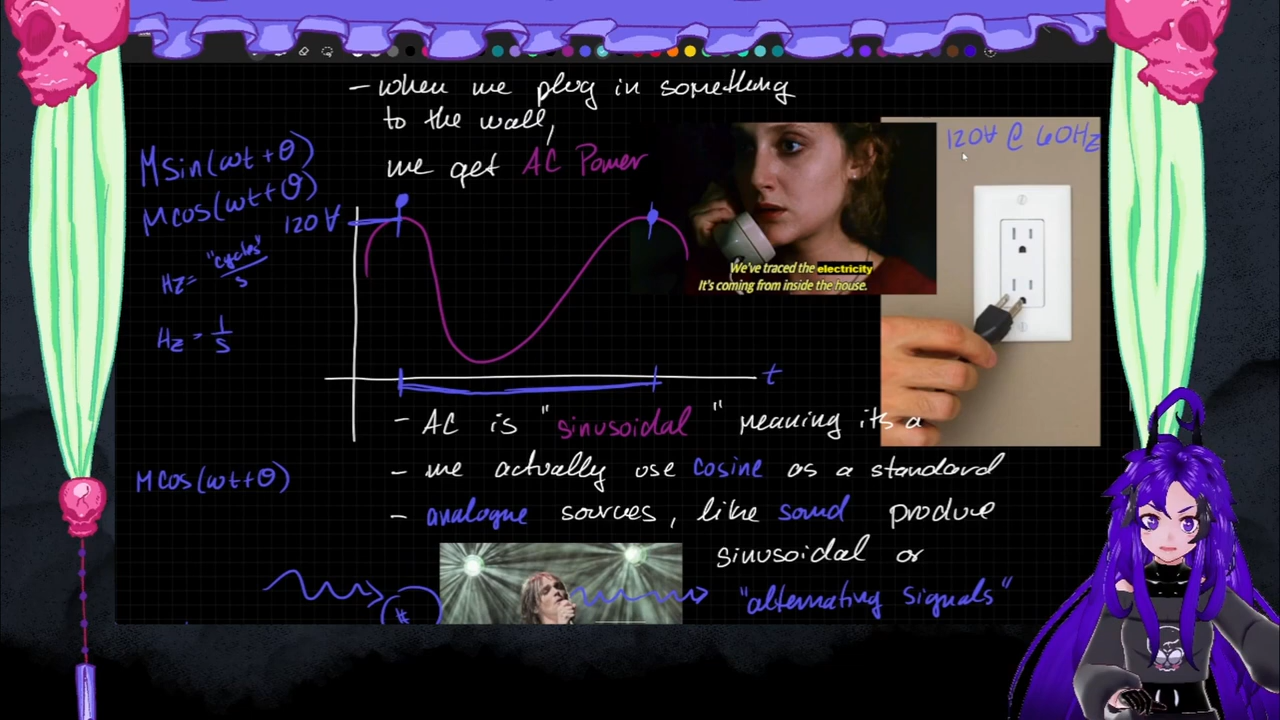 - when we plug in something
to the wall,
we get AC Power
120V @ 60Hz
Msin(ωt+θ)
Mcos(ωt+θ)
120V
Hz = "cycles"/s
Hz = 1/s
We've traced the electricity
It's coming from inside the house.
t
- AC is "sinusoidal" meaning its a
Mcos(ωt+θ)
- we actually use cosine as a standard
- analogue sources, like sound produce
sinusoidal or
"alternating signals"